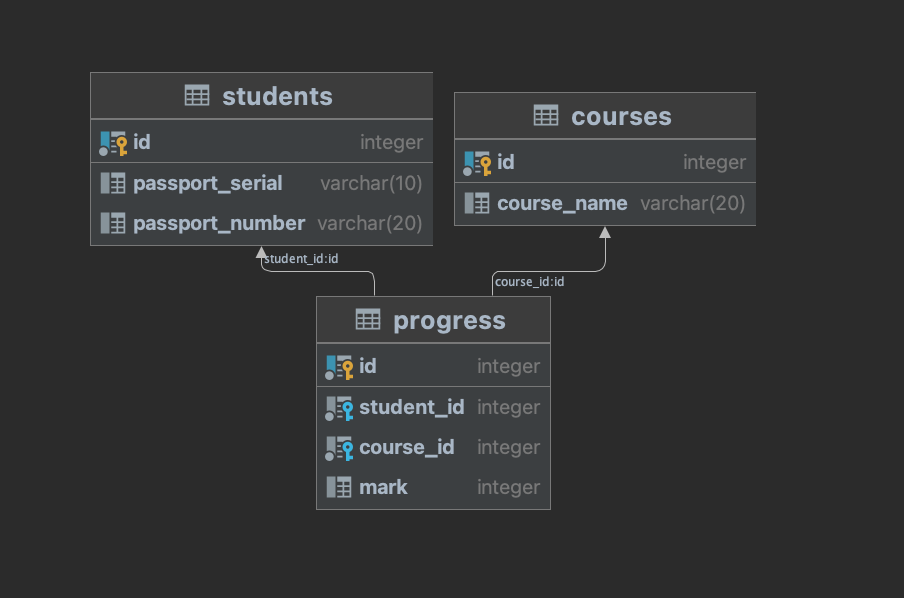 students
id integer
passport_serial varchar(10)
passport_number varchar(20)
courses
id integer
course_name varchar(20)
student_id:id
course_id:id
progress
id integer
student_id integer
course_id integer
mark integer